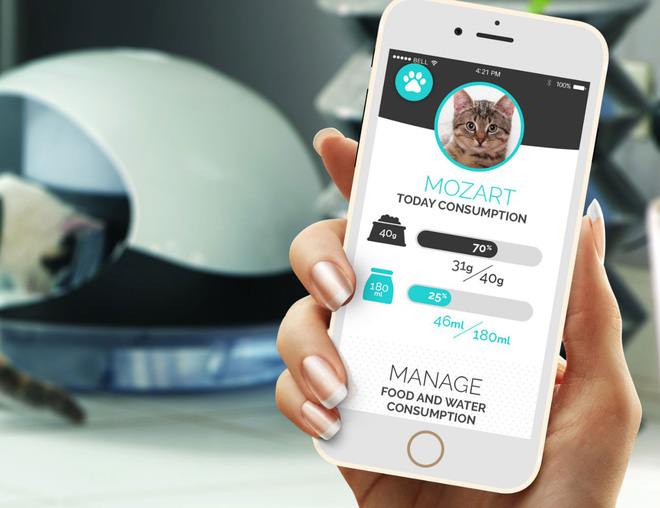 BELL
4:21 PM
100%
MOZART
TODAY CONSUMPTION
40g
70%
31g/40g
180
ml
25%
46ml/180ml
MANAGE
FOOD AND WATER
CONSUMPTION